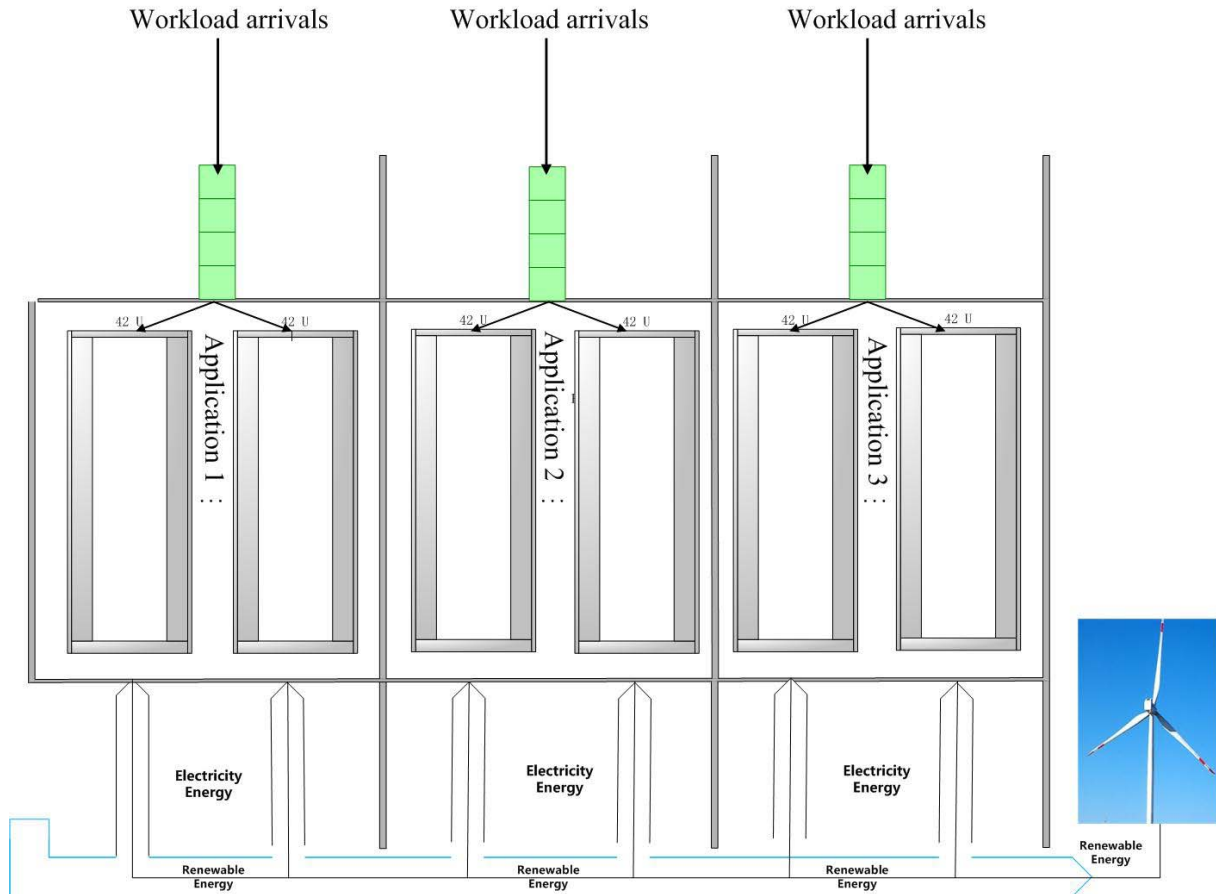 Workload arrivals
Workload arrivals
Workload arrivals
42 U
42 U
42 U
42 U
42 U
42 U
Application 1 ...
Application 2 ...
Application 3 ...
Electricity
Energy
Electricity
Energy
Electricity
Energy
Renewable
Energy
Renewable
Energy
Renewable
Energy
Renewable
Energy